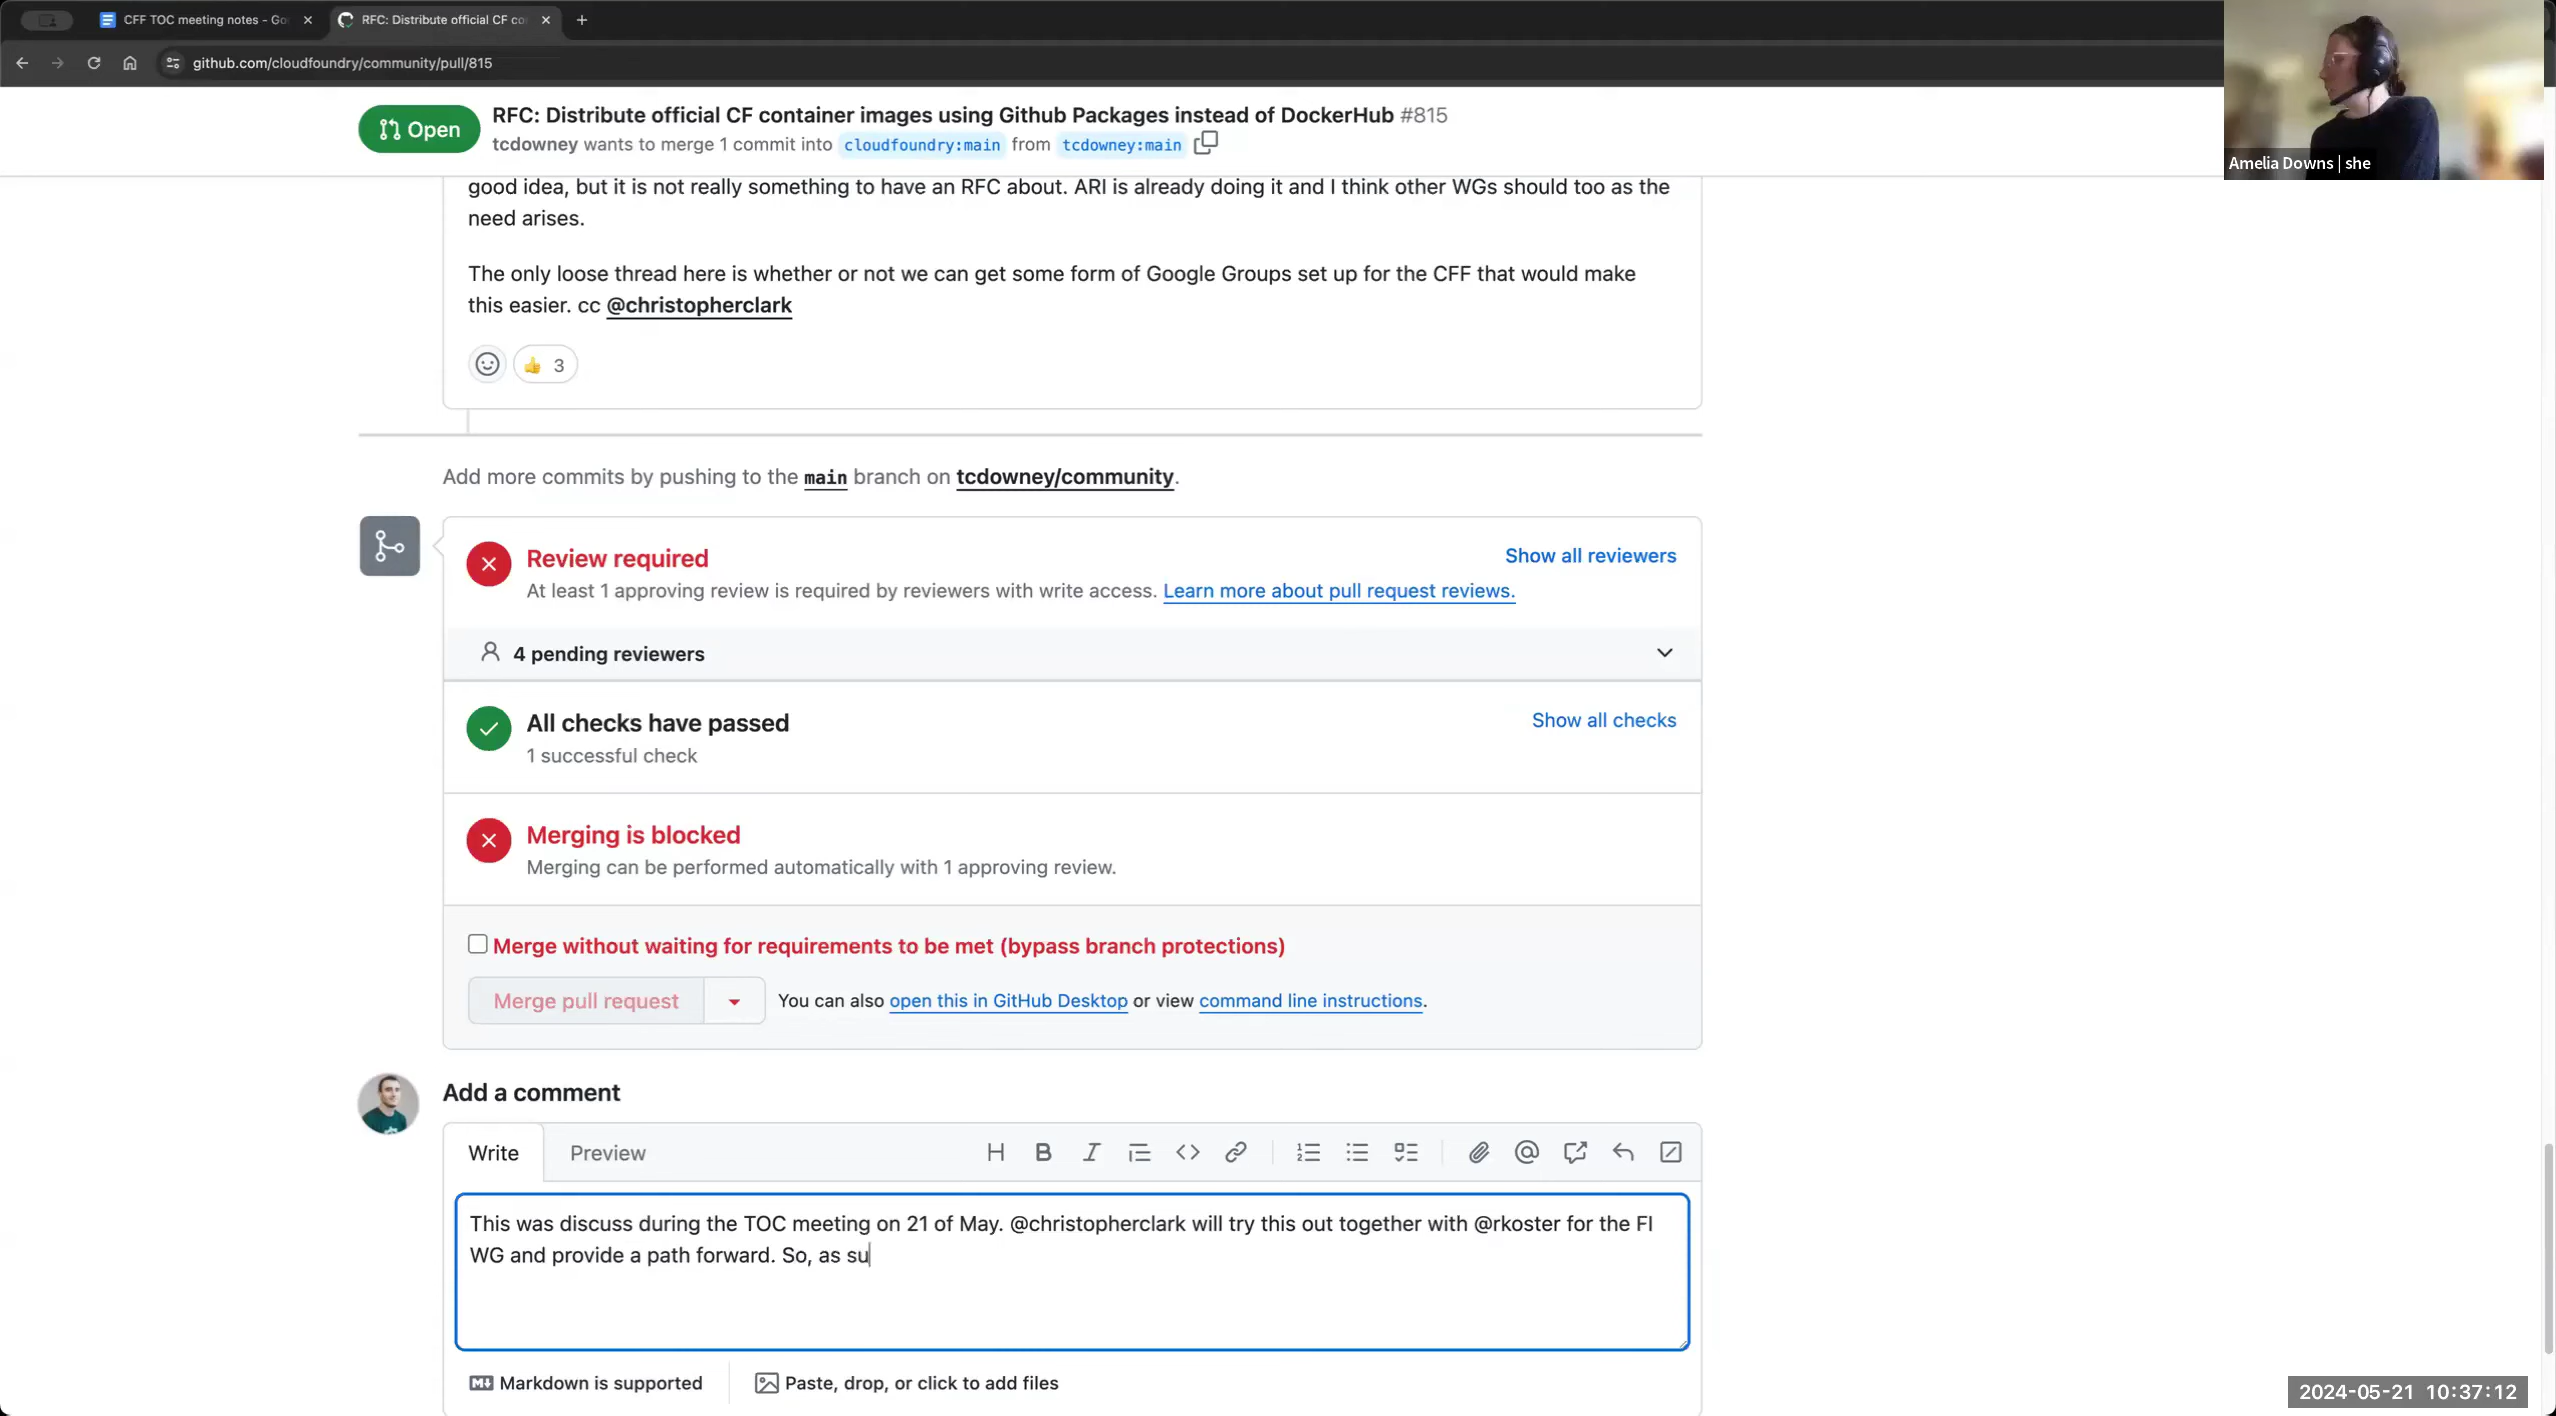 CFF TOC meeting notes - Go
RFC: Distribute official CF co
github.com/cloudfoundry/community/pull/815
Open
RFC: Distribute official CF container images using Github Packages instead of DockerHub #815
tcdowney wants to merge 1 commit into cloudfoundry:main from tcdowney:main
Amelia Downs | she
good idea, but it is not really something to have an RFC about. ARI is already doing it and I think other WGs should too as the
need arises.
The only loose thread here is whether or not we can get some form of Google Groups set up for the CFF that would make
this easier. cc @christopherclark
👍 3
Add more commits by pushing to the main branch on tcdowney/community.
Review required
Show all reviewers
At least 1 approving review is required by reviewers with write access. Learn more about pull request reviews.
4 pending reviewers
All checks have passed
Show all checks
1 successful check
Merging is blocked
Merging can be performed automatically with 1 approving review.
Merge without waiting for requirements to be met (bypass branch protections)
Merge pull request
You can also open this in GitHub Desktop or view command line instructions.
Add a comment
Write
Preview
This was discuss during the TOC meeting on 21 of May. @christopherclark will try this out together with @rkoster for the FI
WG and provide a path forward. So, as su
Markdown is supported
Paste, drop, or click to add files
2024-05-21 10:37:12